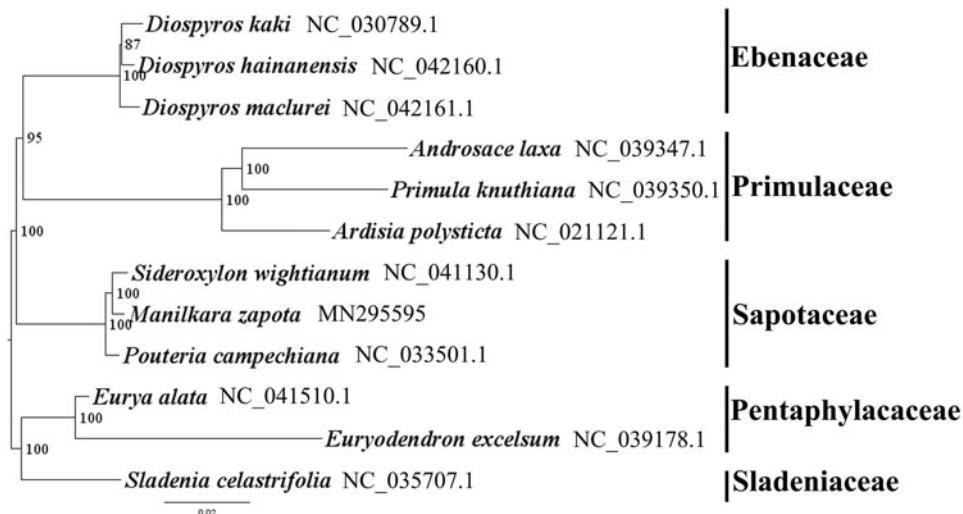 Diospyros kaki NC_030789.1
87
Diospyros hainanensis NC_042160.1
100
Ebenaceae
Diospyros maclurei NC_042161.1
95
Androsace laxa NC_039347.1
100
Primula knuthiana NC_039350.1
100
Primulaceae
Ardisia polysticta NC_021121.1
100
Sideroxylon wightianum NC_041130.1
100
Manilkara zapota MN295595
100
Sapotaceae
Pouteria campechiana NC_033501.1
Eurya alata NC_041510.1
100
Pentaphylacaceae
Euryodendron excelsum NC_039178.1
100
Sladenia celastrifolia NC_035707.1
Sladeniaceae
0.02